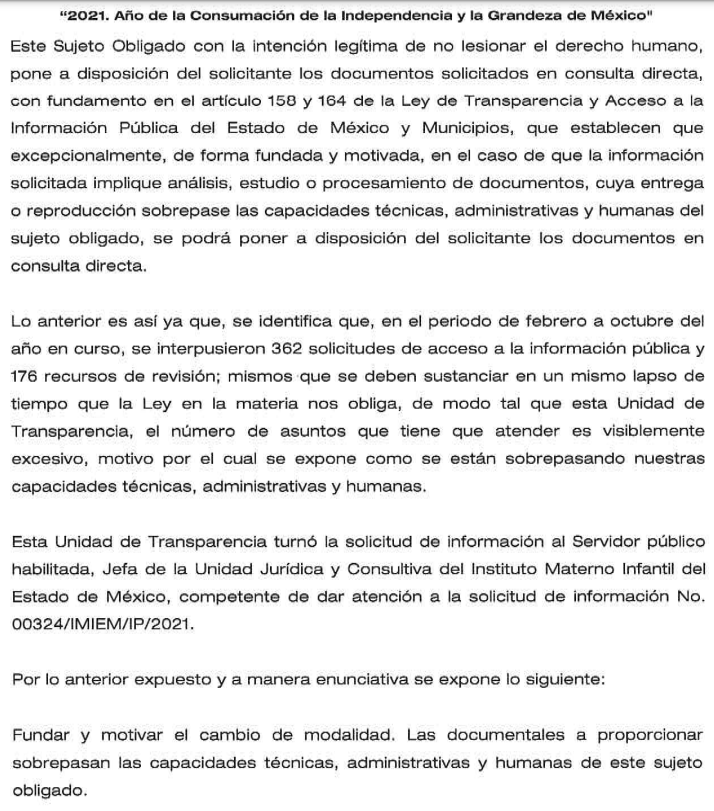 “2021. Año de la Consumación de la Independencia y la Grandeza de México"
Este Sujeto Obligado con la intención legítima de no lesionar el derecho humano,
pone a disposición del solicitante los documentos solicitados en consulta directa,
con fundamento en el artículo 158 y 164 de la Ley de Transparencia y Acceso a la
Información Pública del Estado de México y Municipios, que establecen que
excepcionalmente, de forma fundada y motivada, en el caso de que la información
solicitada implique análisis, estudio o procesamiento de documentos, cuya entrega
o reproducción sobrepase las capacidades técnicas, administrativas y humanas del
sujeto obligado, se podrá poner a disposición del solicitante los documentos en
consulta directa.
Lo anterior es así ya que, se identifica que, en el periodo de febrero a octubre del
año en curso, se interpusieron 362 solicitudes de acceso a la información pública y
176 recursos de revisión; mismos que se deben sustanciar en un mismo lapso de
tiempo que la Ley en la materia nos obliga, de modo tal que esta Unidad de
Transparencia, el número de asuntos que tiene que atender es visiblemente
excesivo, motivo por el cual se expone como se están sobrepasando nuestras
capacidades técnicas, administrativas y humanas.
Esta Unidad de Transparencia turnó la solicitud de información al Servidor público
habilitada, Jefa de la Unidad Jurídica y Consultiva del Instituto Materno Infantil del
Estado de México, competente de dar atención a la solicitud de información No.
00324/IMIEM/IP/2021.
Por lo anterior expuesto y a manera enunciativa se expone lo siguiente:
Fundar y motivar el cambio de modalidad. Las documentales a proporcionar
sobrepasan las capacidades técnicas, administrativas y humanas de este sujeto
obligado.